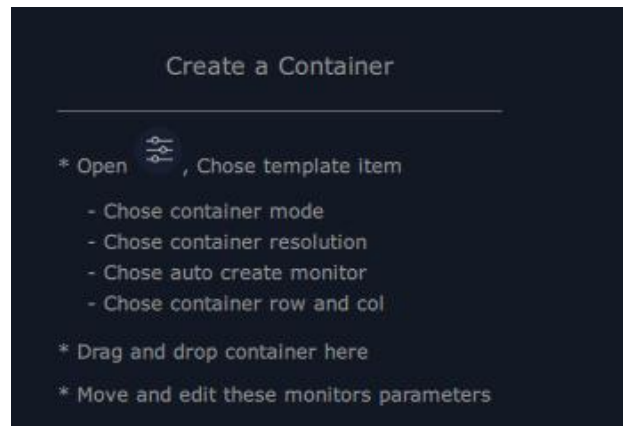 Create a Container
* Open , Chose template item
- Chose container mode
- Chose container resolution
- Chose auto create monitor
- Chose container row and col
* Drag and drop container here
* Move and edit these monitors parameters